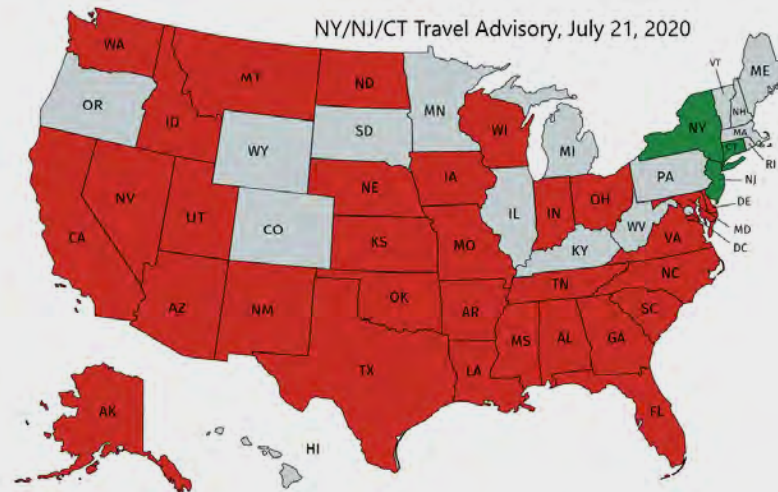 NY/NJ/CT Travel Advisory, July 21, 2020
WA
MT
ND
MN
VT
ME
OR
ID
SD
WI
NH
NY
MA
WY
MI
CT
RI
NE
IA
PA
NJ
NV
UT
CO
IL
IN
OH
DE
CA
KS
MO
KY
WV
VA
MD
DC
AZ
NM
OK
AR
TN
NC
SC
TX
LA
MS
AL
GA
AK
HI
FL